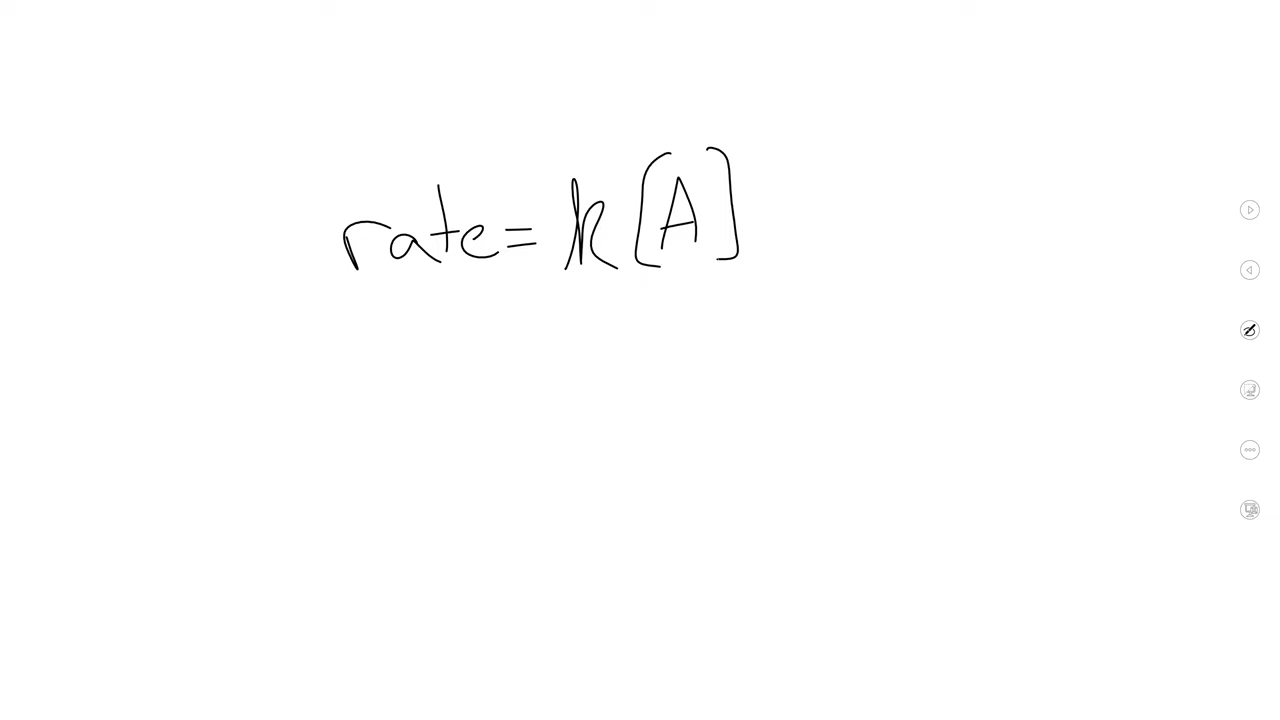 rate = k[A]